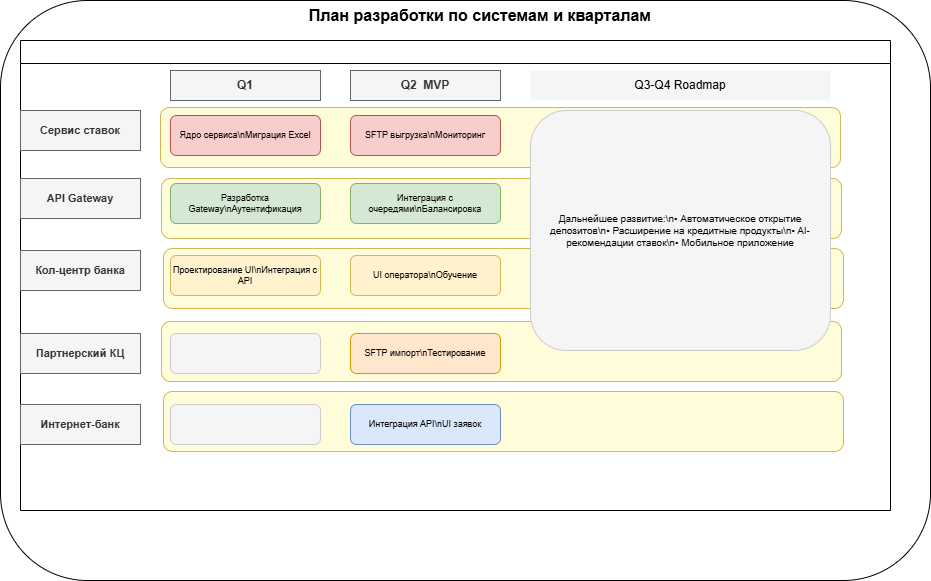 План разработки по системам и кварталам
Q1
Q2  MVP
Q3-Q4 Roadmap
Сервис ставок
Ядро сервиса\nМиграция Excel
SFTP выгрузка\nМониторинг
API Gateway
Разработка
Gateway\nАутентификация
Интеграция с
очередями\nБалансировка
Дальнейшее развитие:\n• Автоматическое открытие
депозитов\n• Расширение на кредитные продукты\n• AI-
рекомендации ставок\n• Мобильное приложение
Кол-центр банка
Проектирование UI\nИнтеграция с
API
UI оператора\nОбучение
Партнерский КЦ
SFTP импорт\nТестирование
Интернет-банк
Интеграция API\nUI заявок